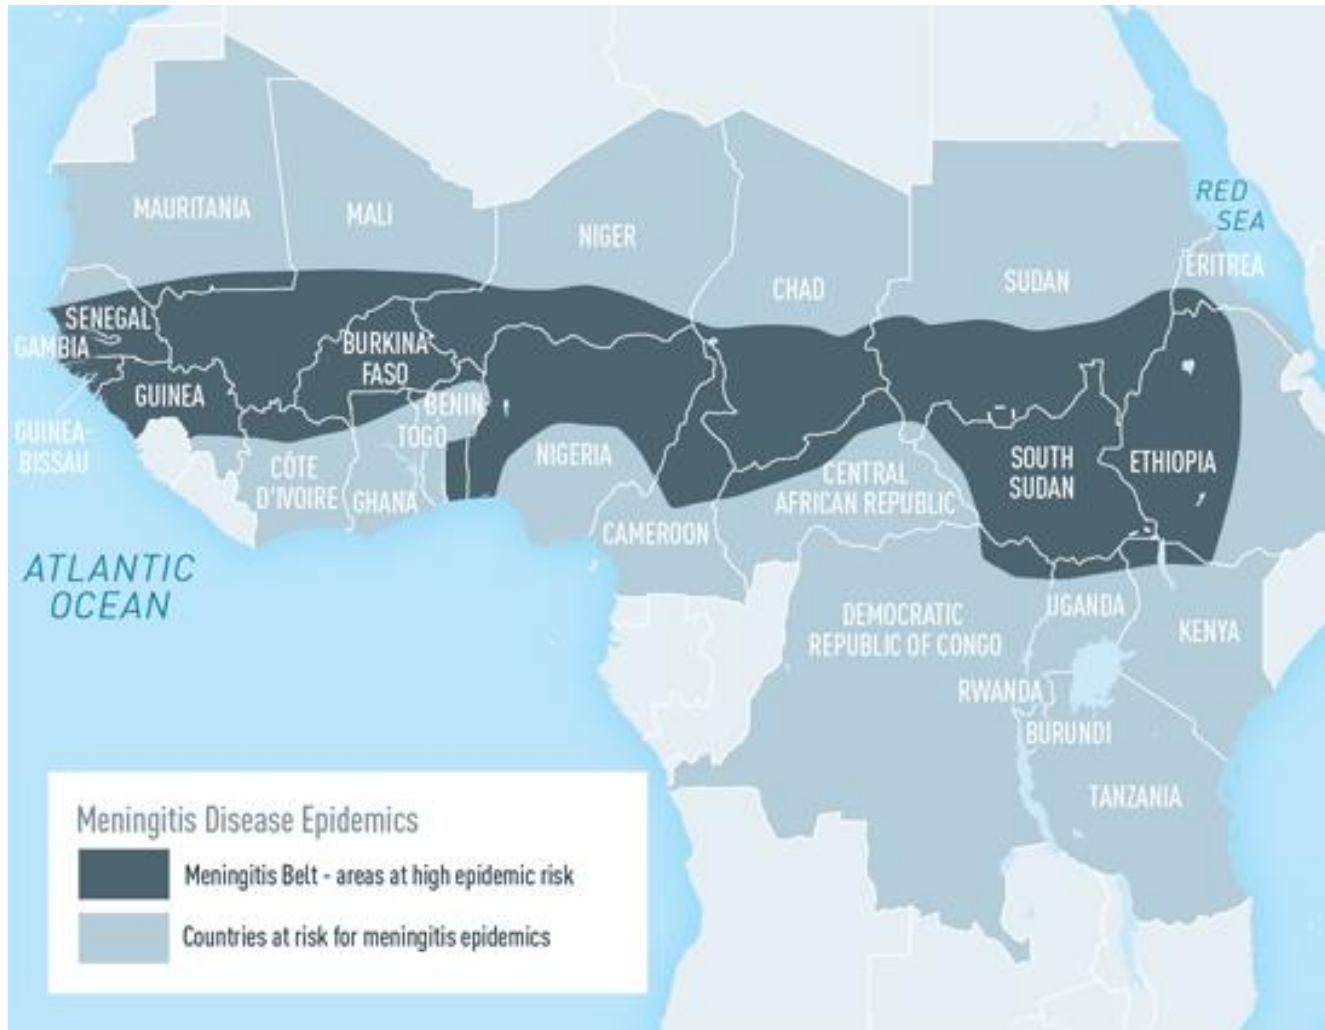 RED
SEA
MAURITANIA
MALI
NIGER
CHAD
SUDAN
ERITREA
SENEGAL
GAMBIA
BURKINA
FASO
GUINEA
BENIN
TOGO
GUINEA-
BISSAU
CÔTE
D'IVOIRE
GHANA
NIGERIA
CENTRAL
AFRICAN REPUBLIC
SOUTH
SUDAN
ETHIOPIA
CAMEROON
ATLANTIC
OCEAN
DEMOCRATIC
REPUBLIC OF CONGO
UGANDA
KENYA
RWANDA
BURUNDI
TANZANIA
Meningitis Disease Epidemics
Meningitis Belt - areas at high epidemic risk
Countries at risk for meningitis epidemics